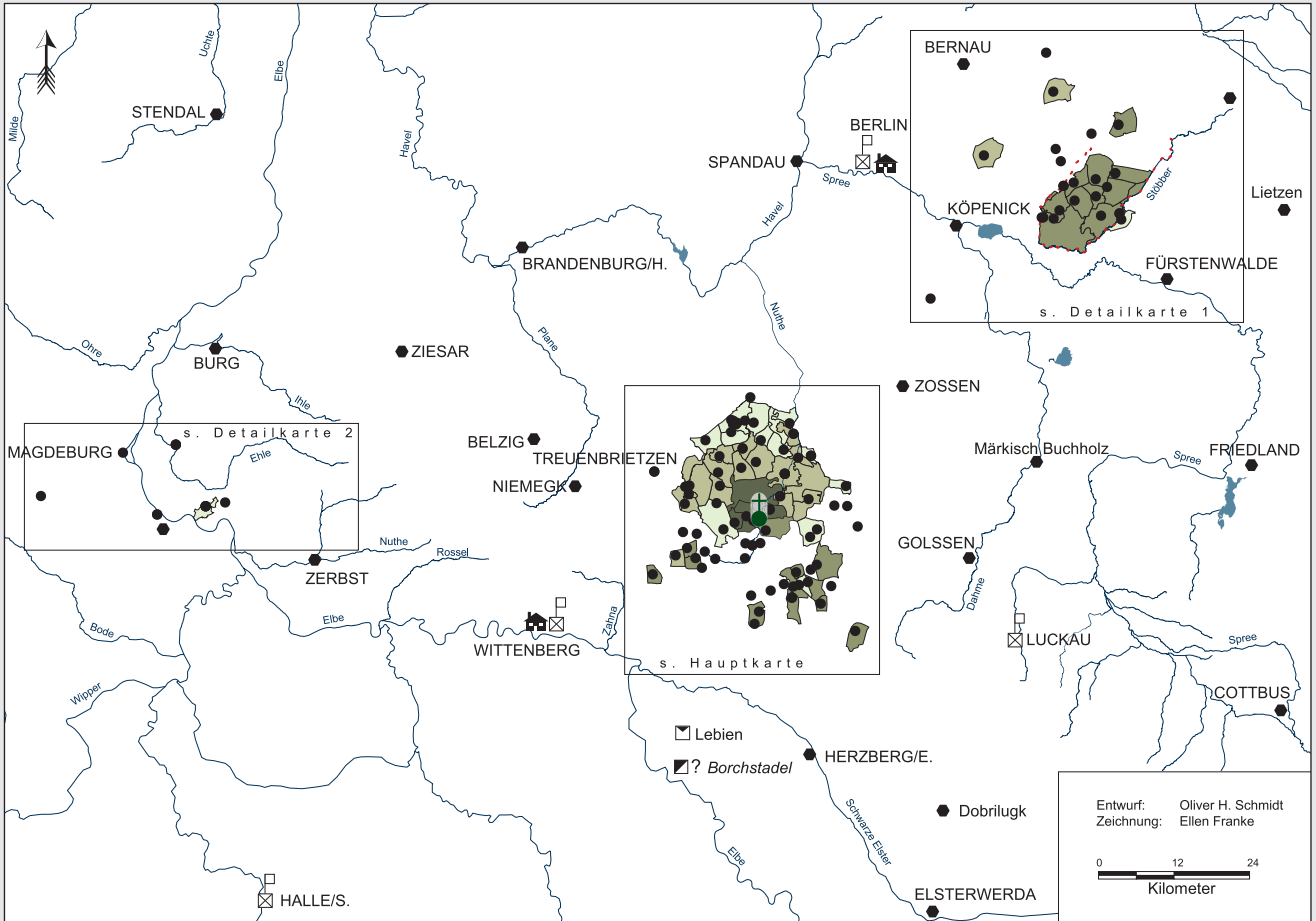 Uchte
Elbe
BERNAU
STENDAL
Milde
Havel
BERLIN
SPANDAU
Spree
Stöbber
Lietzen
KÖPENICK
Havel
BRANDENBURG/H.
FÜRSTENWALDE
s. Detailkarte 1
Nuthe
Plane
Ohre
BURG
ZIESAR
ZOSSEN
Ihle
s. Detailkarte 2
MAGDEBURG
Ehle
BELZIG
TREUENBRIETZEN
NIEMEGK
Märkisch Buchholz
Spree
FRIEDLAND
Nuthe
Rossel
ZERBST
GOLSSEN
Dahme
Elbe
Zahna
Bode
WITTENBERG
s. Hauptkarte
LUCKAU
Spree
Wipper
COTTBUS
Lebien
? Borchstadel
HERZBERG/E.
Schwarze Elster
Dobrilugk
Entwurf: Oliver H. Schmidt
Zeichnung: Ellen Franke
0 12 24
Kilometer
Elbe
HALLE/S.
ELSTERWERDA